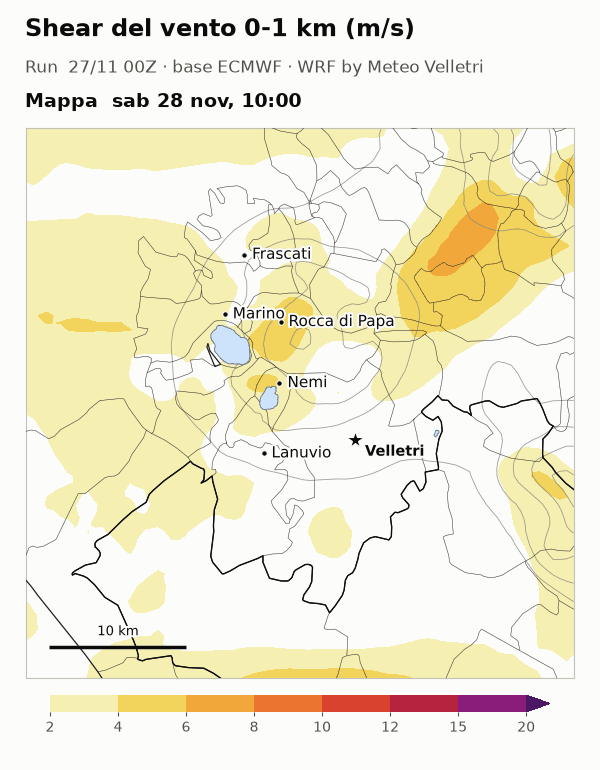 Shear del vento 0-1 km (m/s)
Run  27/11 00Z · base ECMWF · WRF by Meteo Velletri
Mappa  sab 28 nov, 10:00
Frascati
Marino
Rocca di Papa
Nemi
Velletri
Lanuvio
10 km
2 4 6 8 10 12 15 20